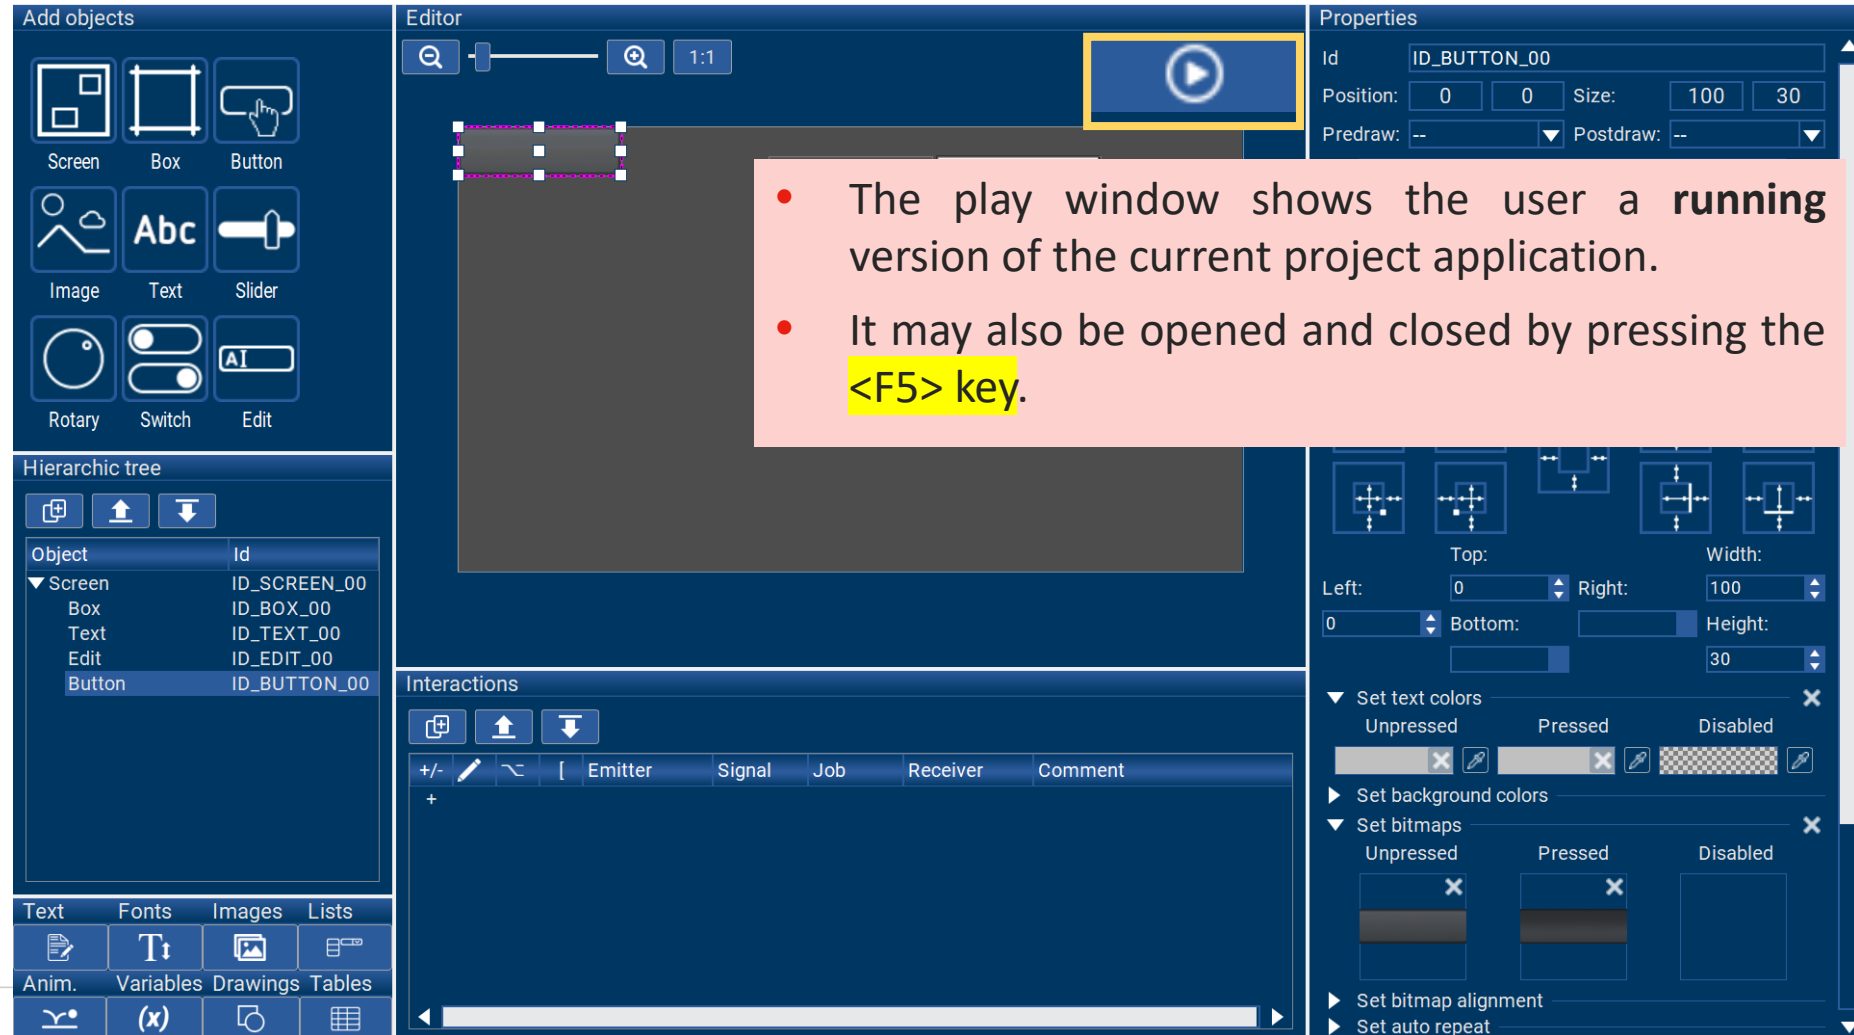 Add objects
Screen Box Button
Image Text Slider
Rotary Switch Edit
Abc
AI
Hierarchic tree
Object Id
Screen ID_SCREEN_00
Box ID_BOX_00
Text ID_TEXT_00
Edit ID_EDIT_00
Button ID_BUTTON_00
Text Fonts Images Lists
Anim. Variables Drawings Tables
(x)
Editor
1:1
• The play window shows the user a running
version of the current project application.
• It may also be opened and closed by pressing the
<F5> key.
Interactions
+/- [ Emitter Signal Job Receiver Comment
+
Properties
Id ID_BUTTON_00
Position: 0 0 Size: 100 30
Predraw: -- Postdraw: --
Top: Width:
Left: 0 Right: 100
0 Bottom: Height:
30
Set text colors
Unpressed Pressed Disabled
Set background colors
Set bitmaps
Unpressed Pressed Disabled
Set bitmap alignment
Set auto repeat